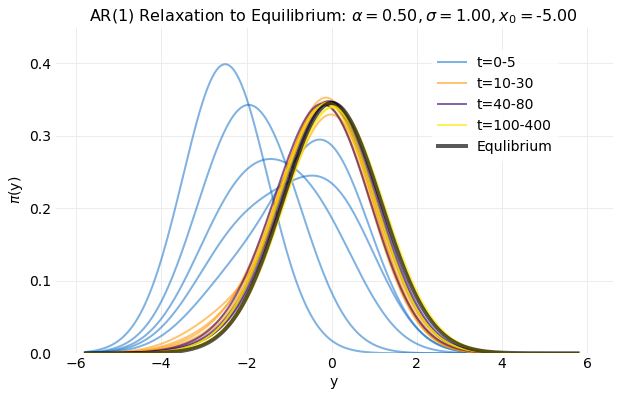 AR(1) Relaxation to Equilibrium: α = 0.50, σ = 1.00, x₀ = -5.00
π(y)
0.4
0.3
0.2
0.1
0.0
t=0-5
t=10-30
t=40-80
t=100-400
Equlibrium
−6 −4 −2 0 2 4 6
y